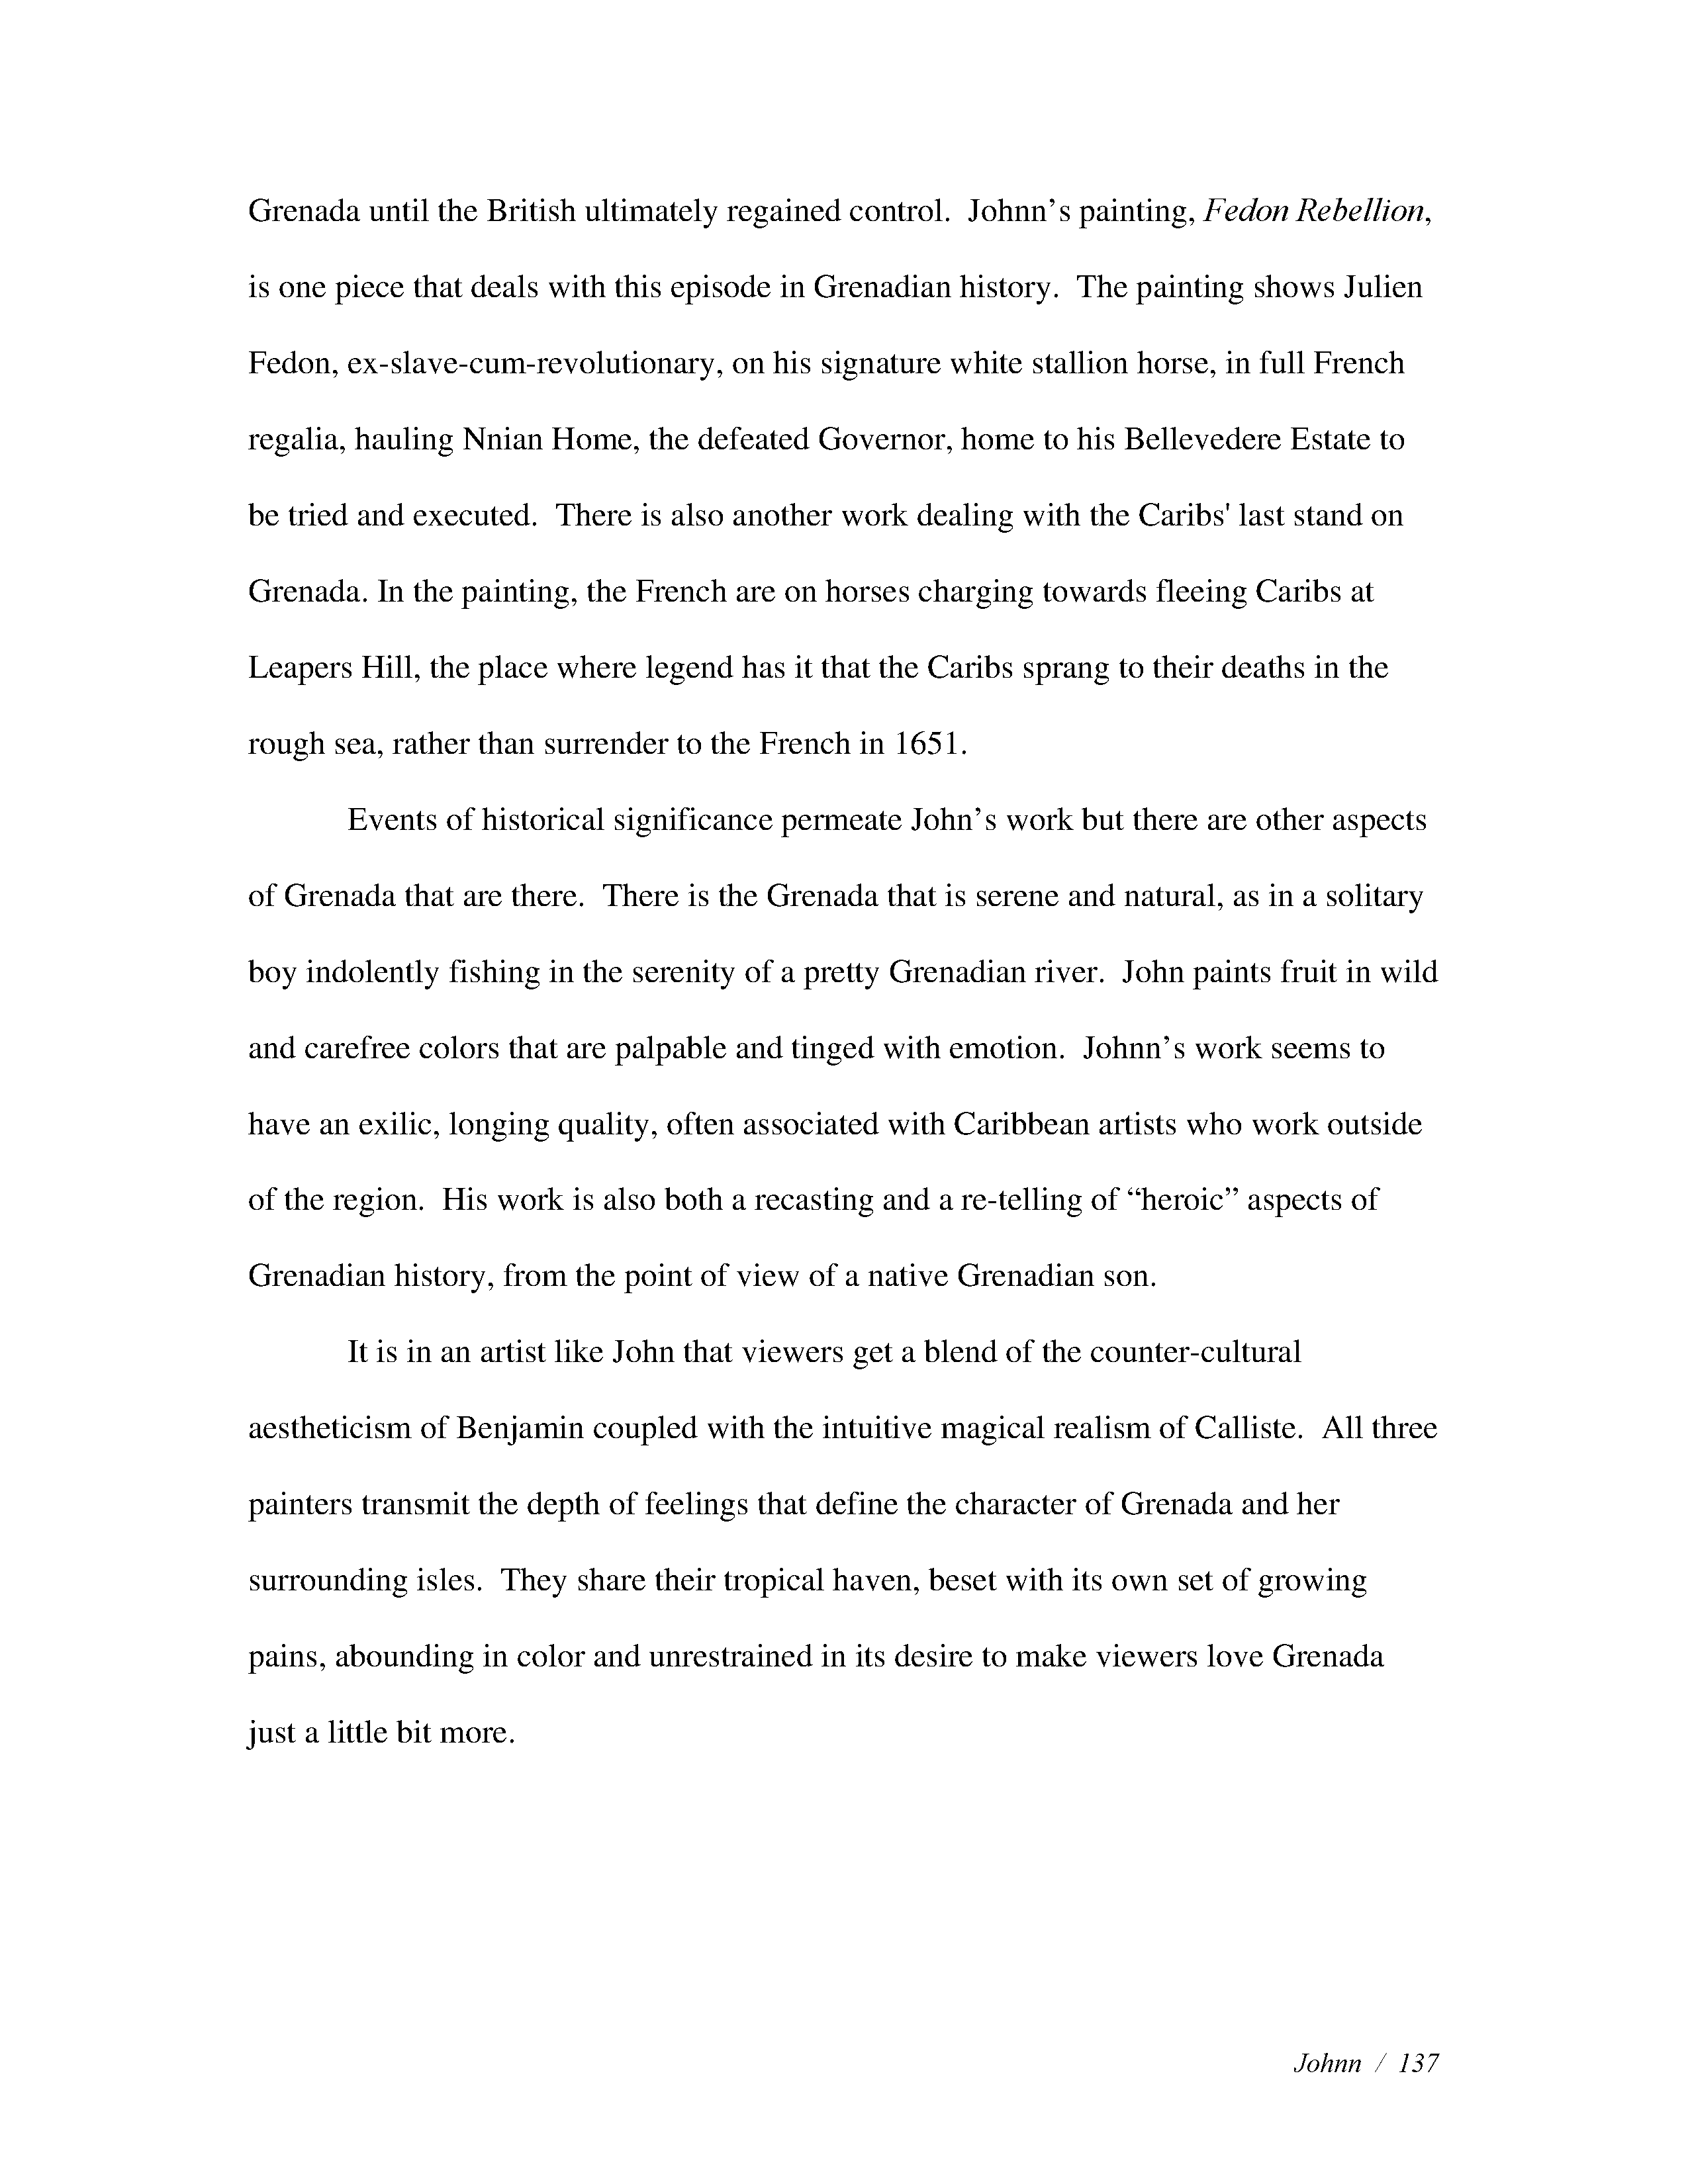 Grenada until the British ultimately regained control.  Johnn’s painting, Fedon Rebellion,
is one piece that deals with this episode in Grenadian history.  The painting shows Julien
Fedon, ex-slave-cum-revolutionary, on his signature white stallion horse, in full French
regalia, hauling Nnian Home, the defeated Governor, home to his Bellevedere Estate to
be tried and executed.  There is also another work dealing with the Caribs' last stand on
Grenada. In the painting, the French are on horses charging towards fleeing Caribs at
Leapers Hill, the place where legend has it that the Caribs sprang to their deaths in the
rough sea, rather than surrender to the French in 1651.
Events of historical significance permeate John’s work but there are other aspects
of Grenada that are there.  There is the Grenada that is serene and natural, as in a solitary
boy indolently fishing in the serenity of a pretty Grenadian river.  John paints fruit in wild
and carefree colors that are palpable and tinged with emotion.  Johnn’s work seems to
have an exilic, longing quality, often associated with Caribbean artists who work outside
of the region.  His work is also both a recasting and a re-telling of “heroic” aspects of
Grenadian history, from the point of view of a native Grenadian son.
It is in an artist like John that viewers get a blend of the counter-cultural
aestheticism of Benjamin coupled with the intuitive magical realism of Calliste.  All three
painters transmit the depth of feelings that define the character of Grenada and her
surrounding isles.  They share their tropical haven, beset with its own set of growing
pains, abounding in color and unrestrained in its desire to make viewers love Grenada
just a little bit more.
Johnn / 137